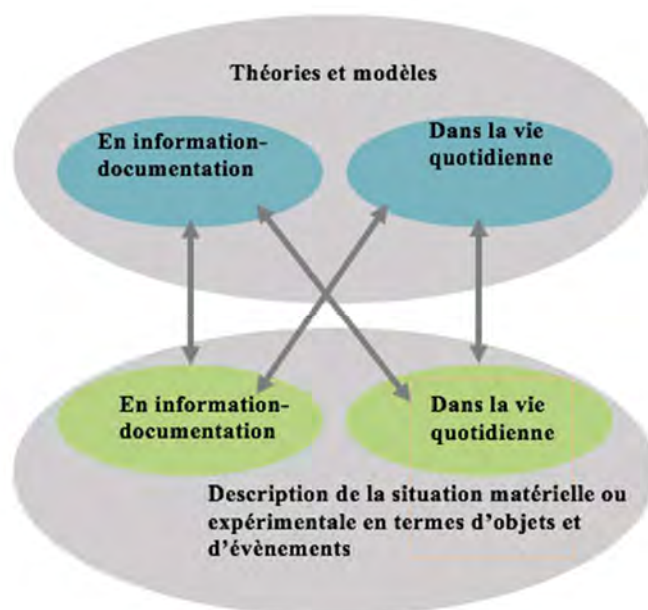 Théories et modèles
En information-
documentation
Dans la vie
quotidienne
En information-
documentation
Dans la vie
quotidienne
Description de la situation matérielle ou
expérimentale en termes d'objets et
d'évènements